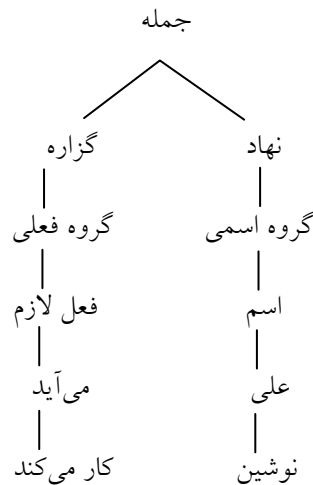 جمله
نهاد گزاره
گروه اسمی گروه فعلی
اسم فعل لازم
علی می‌آید
نوشین کار می‌کند